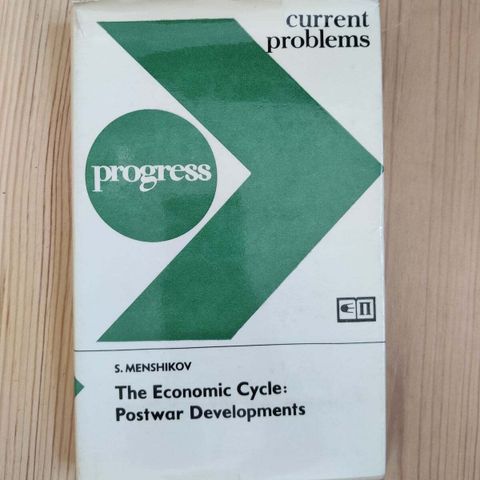 current
problems
progress
П
S. MENSHIKOV
The Economic Cycle:
Postwar Developments